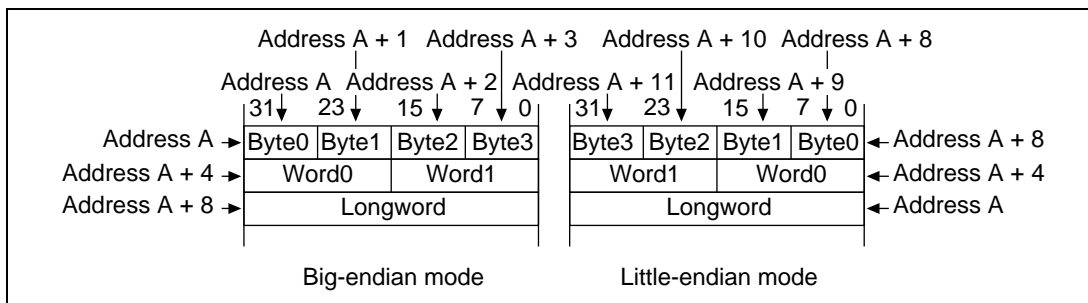 Address A + 1 Address A + 3 Address A + 10 Address A + 8
Address A Address A + 2 Address A + 11 Address A + 9
31 23 15 7 0 31 23 15 7 0
Address A Byte0 Byte1 Byte2 Byte3 Byte3 Byte2 Byte1 Byte0 Address A + 8
Address A + 4 Word0 Word1 Word1 Word0 Address A + 4
Address A + 8 Longword Longword Address A
Big-endian mode Little-endian mode